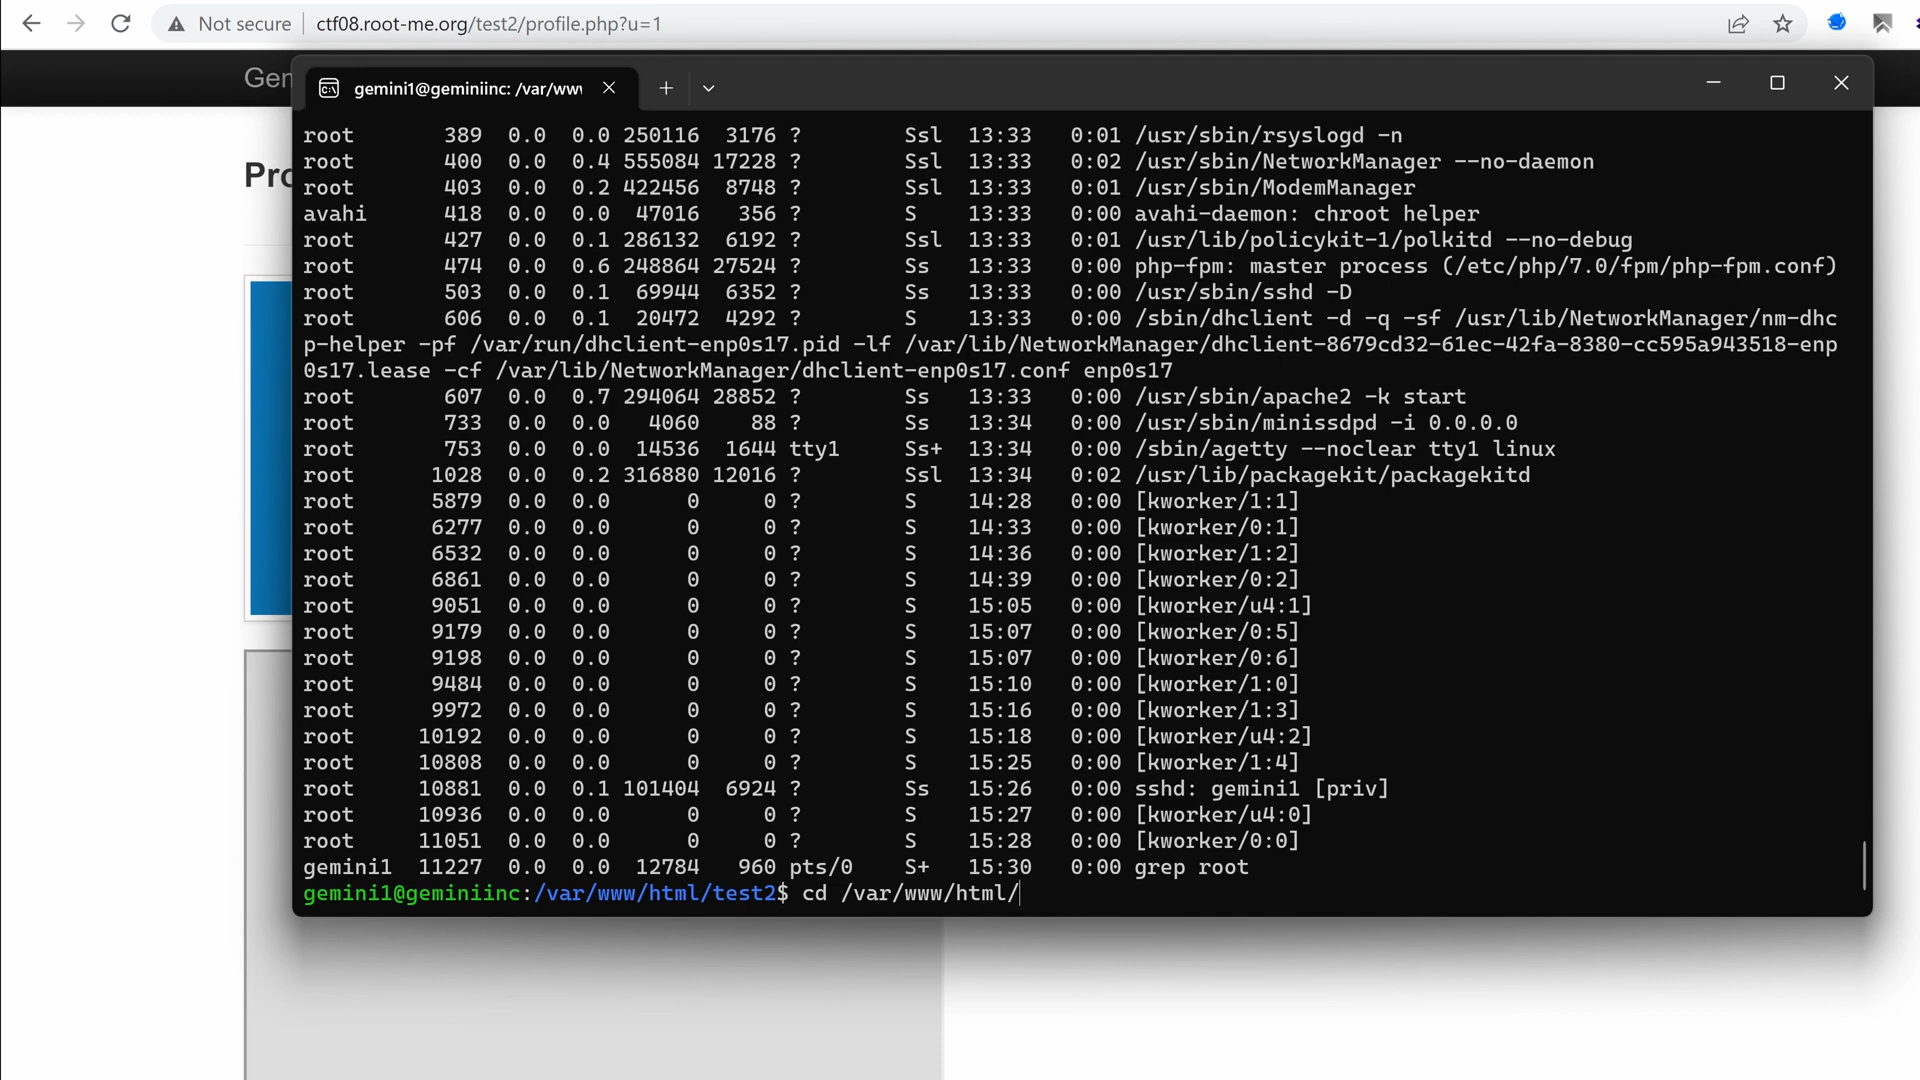 Not secure ctf08.root-me.org/test2/profile.php?u=1
Gem
gemini1@geminiinc: /var/ww
Pro
root 389 0.0 0.0 250116 3176 ? Ssl 13:33 0:01 /usr/sbin/rsyslogd -n
root 400 0.0 0.4 555084 17228 ? Ssl 13:33 0:02 /usr/sbin/NetworkManager --no-daemon
root 403 0.0 0.2 422456 8748 ? Ssl 13:33 0:01 /usr/sbin/ModemManager
avahi 418 0.0 0.0 47016 356 ? S 13:33 0:00 avahi-daemon: chroot helper
root 427 0.0 0.1 286132 6192 ? Ssl 13:33 0:01 /usr/lib/policykit-1/polkitd --no-debug
root 474 0.0 0.6 248864 27524 ? Ss 13:33 0:00 php-fpm: master process (/etc/php/7.0/fpm/php-fpm.conf)
root 503 0.0 0.1 69944 6352 ? Ss 13:33 0:00 /usr/sbin/sshd -D
root 606 0.0 0.1 20472 4292 ? S 13:33 0:00 /sbin/dhclient -d -q -sf /usr/lib/NetworkManager/nm-dhc
p-helper -pf /var/run/dhclient-enp0s17.pid -lf /var/lib/NetworkManager/dhclient-8679cd32-61ec-42fa-8380-cc595a943518-enp
0s17.lease -cf /var/lib/NetworkManager/dhclient-enp0s17.conf enp0s17
root 607 0.0 0.7 294064 28852 ? Ss 13:33 0:00 /usr/sbin/apache2 -k start
root 733 0.0 0.0 4060 88 ? Ss 13:34 0:00 /usr/sbin/minissdpd -i 0.0.0.0
root 753 0.0 0.0 14536 1644 tty1 Ss+ 13:34 0:00 /sbin/agetty --noclear tty1 linux
root 1028 0.0 0.2 316880 12016 ? Ssl 13:34 0:02 /usr/lib/packagekit/packagekitd
root 5879 0.0 0.0 0 0 ? S 14:28 0:00 [kworker/1:1]
root 6277 0.0 0.0 0 0 ? S 14:33 0:00 [kworker/0:1]
root 6532 0.0 0.0 0 0 ? S 14:36 0:00 [kworker/1:2]
root 6861 0.0 0.0 0 0 ? S 14:39 0:00 [kworker/0:2]
root 9051 0.0 0.0 0 0 ? S 15:05 0:00 [kworker/u4:1]
root 9179 0.0 0.0 0 0 ? S 15:07 0:00 [kworker/0:5]
root 9198 0.0 0.0 0 0 ? S 15:07 0:00 [kworker/0:6]
root 9484 0.0 0.0 0 0 ? S 15:10 0:00 [kworker/1:0]
root 9972 0.0 0.0 0 0 ? S 15:16 0:00 [kworker/1:3]
root 10192 0.0 0.0 0 0 ? S 15:18 0:00 [kworker/u4:2]
root 10808 0.0 0.0 0 0 ? S 15:25 0:00 [kworker/1:4]
root 10881 0.0 0.1 101404 6924 ? Ss 15:26 0:00 sshd: gemini1 [priv]
root 10936 0.0 0.0 0 0 ? S 15:27 0:00 [kworker/u4:0]
root 11051 0.0 0.0 0 0 ? S 15:28 0:00 [kworker/0:0]
gemini1 11227 0.0 0.0 12784 960 pts/0 S+ 15:30 0:00 grep root
gemini1@geminiinc:/var/www/html/test2$ cd /var/www/html/